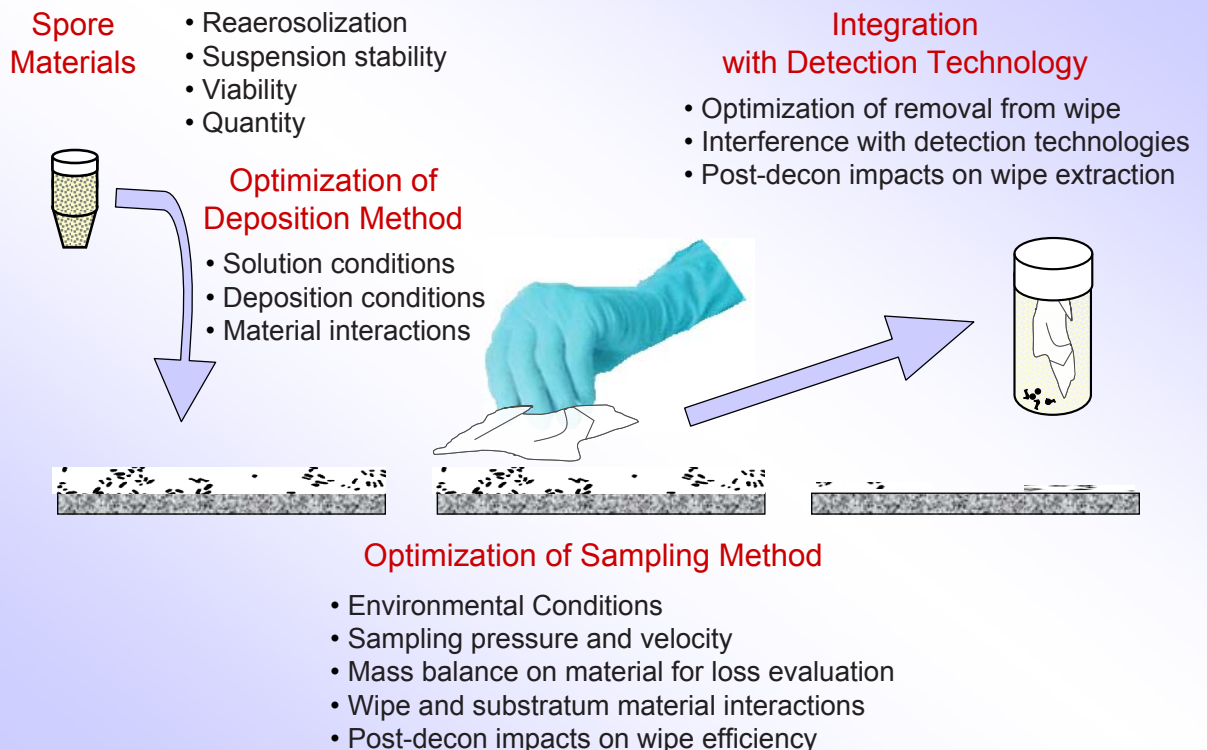 Spore
Materials
• Reaerosolization
• Suspension stability
• Viability
• Quantity
Optimization of
Deposition Method
• Solution conditions
• Deposition conditions
• Material interactions
Integration
with Detection Technology
• Optimization of removal from wipe
• Interference with detection technologies
• Post-decon impacts on wipe extraction
Optimization of Sampling Method
• Environmental Conditions
• Sampling pressure and velocity
• Mass balance on material for loss evaluation
• Wipe and substratum material interactions
• Post-decon impacts on wipe efficiency